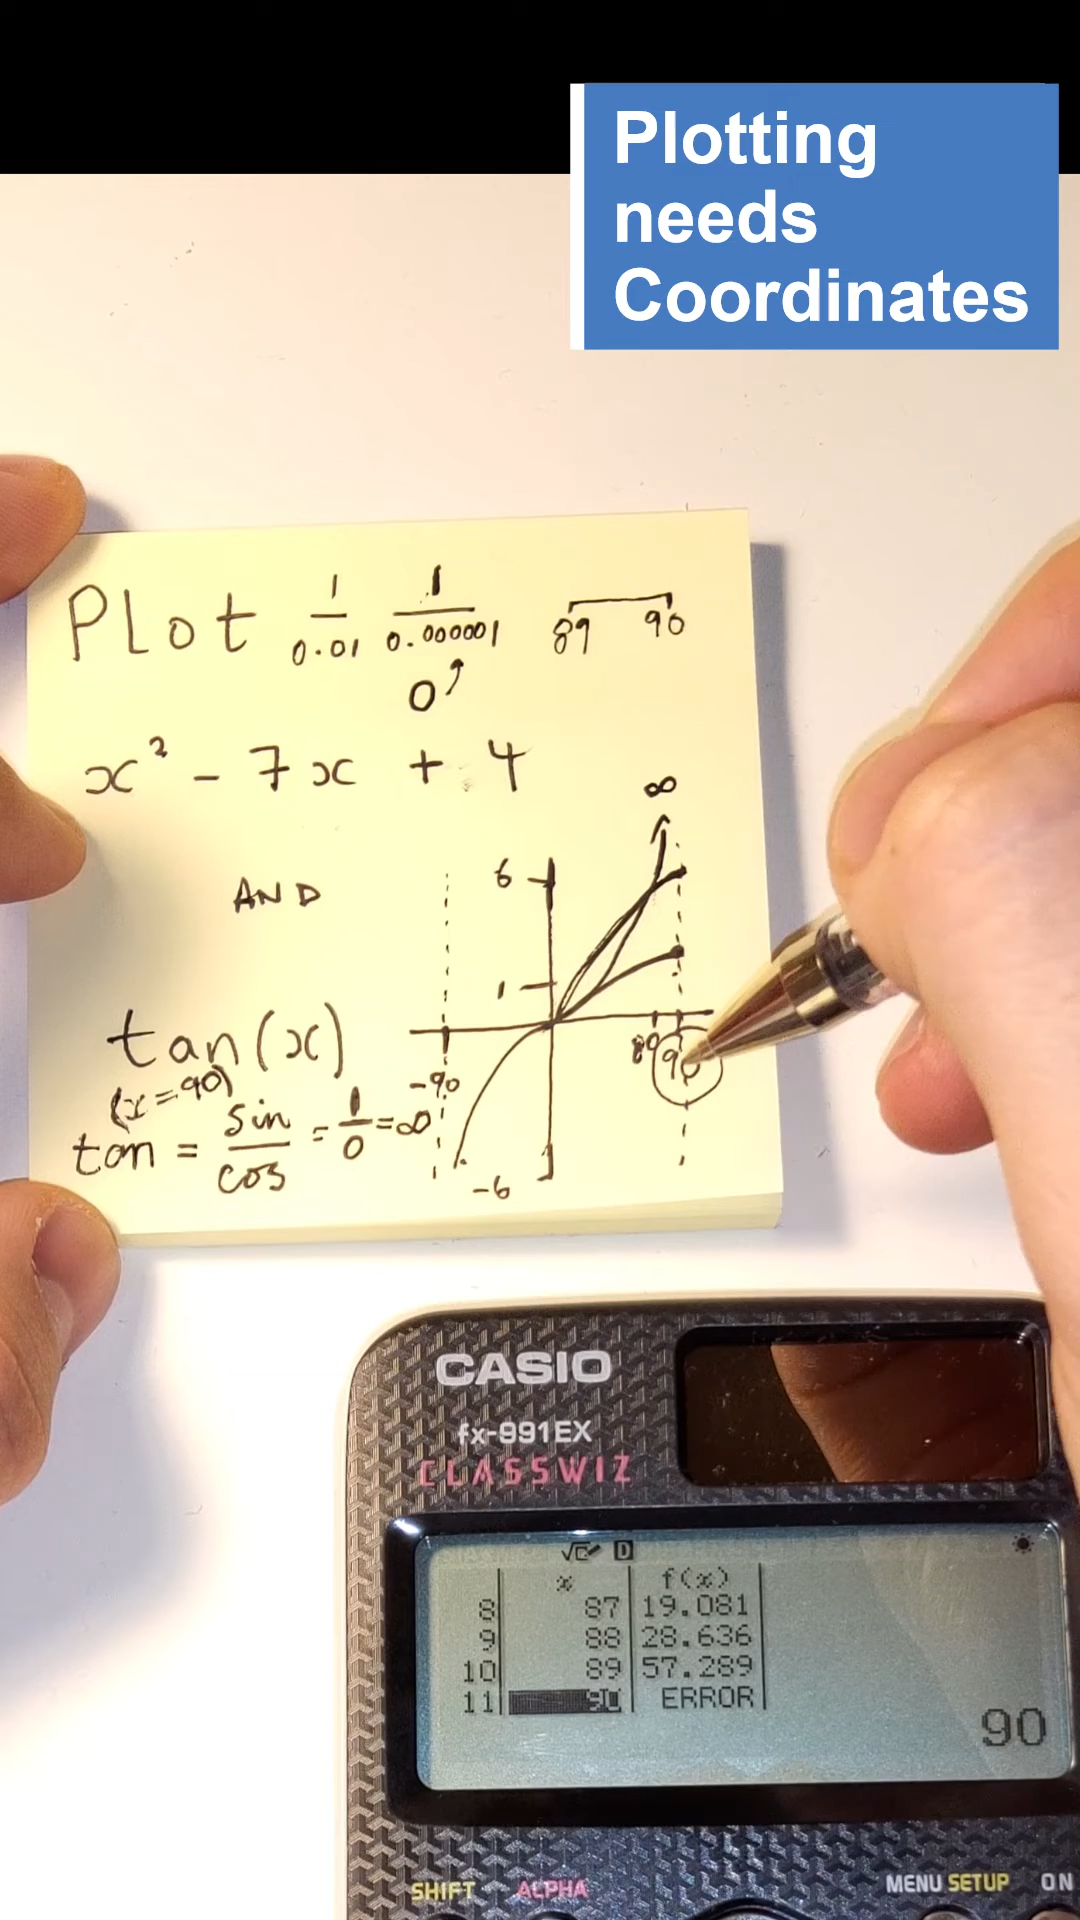 Plotting
needs
Coordinates
PLot 1/0.01 1/0.000001 89 90
0
x² - 7x + 4
∞
6
AND
1
tan(x)
89 90
-90
(x=90)
tan = sin/cos = 1/0 = ∞
-6
CASIO
fx-991EX
CLASSWIZ
√ D
x f(x)
8 87 19.081
9 88 28.636
10 89 57.289
11 90 ERROR
90
SHIFT ALPHA MENU SETUP ON